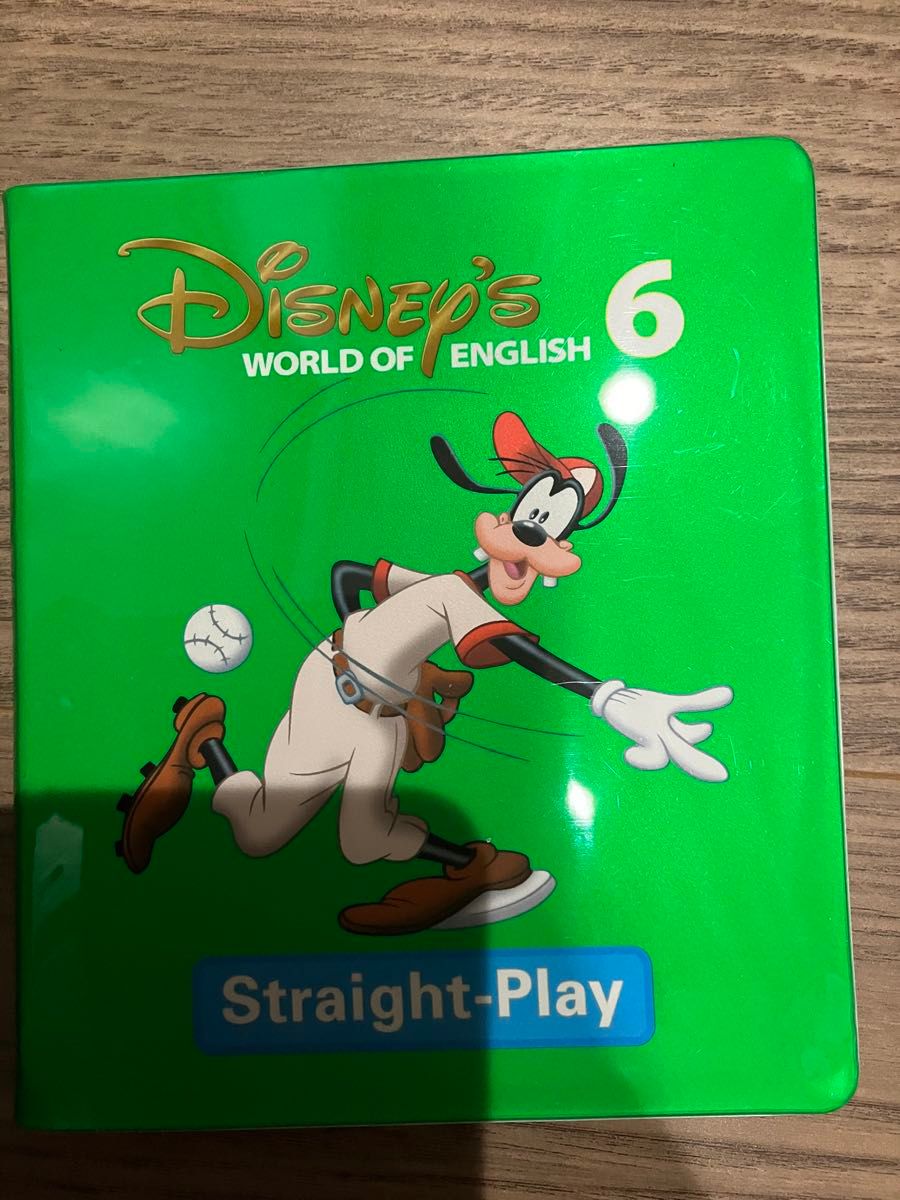 Disney's 6
WORLD OF ENGLISH
Straight-Play